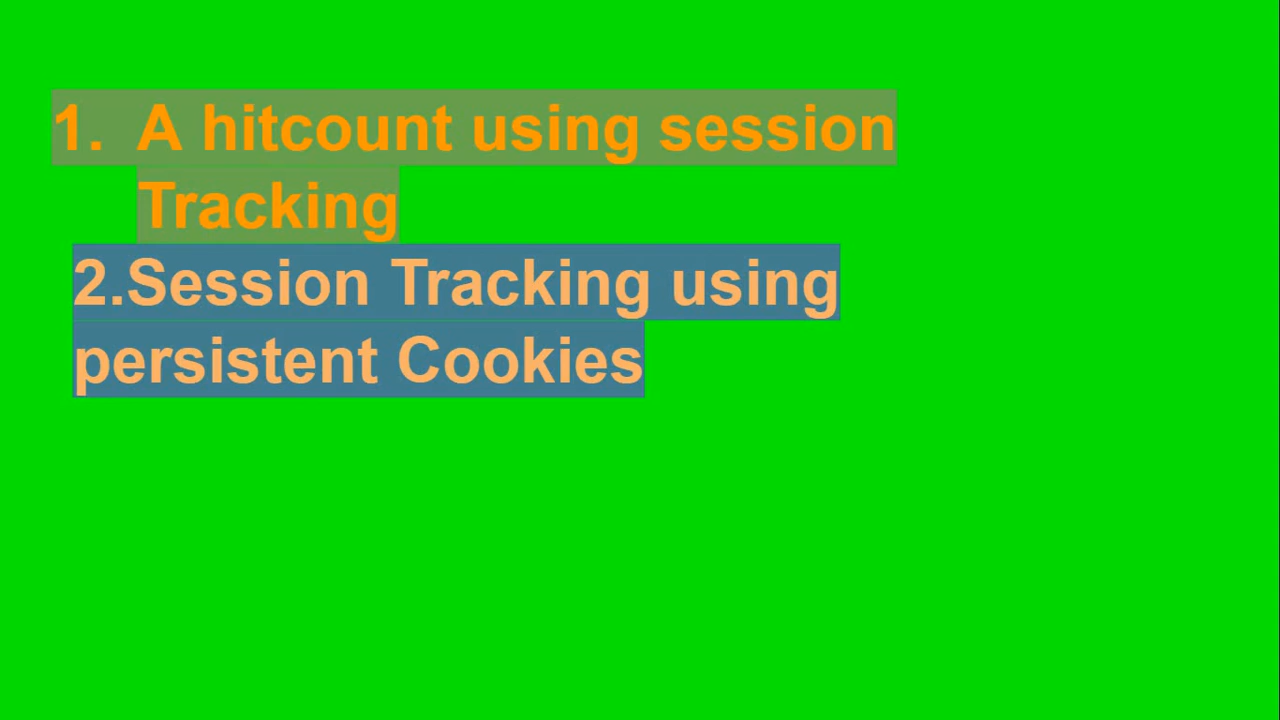 1. A hitcount using session
Tracking
2.Session Tracking using
persistent Cookies